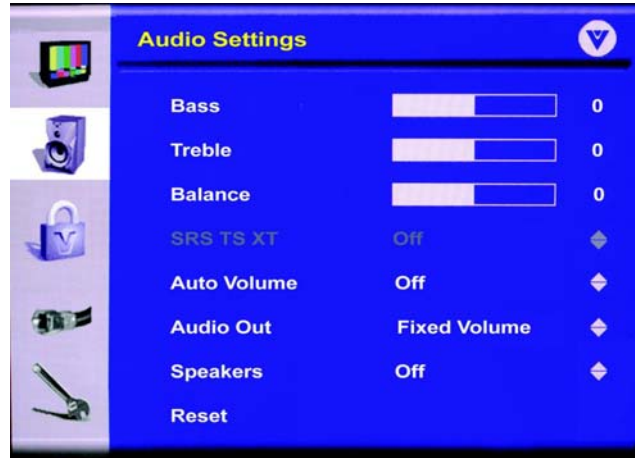 Audio Settings
Bass 0
Treble 0
Balance 0
SRS TS XT Off
Auto Volume Off
Audio Out Fixed Volume
Speakers Off
Reset